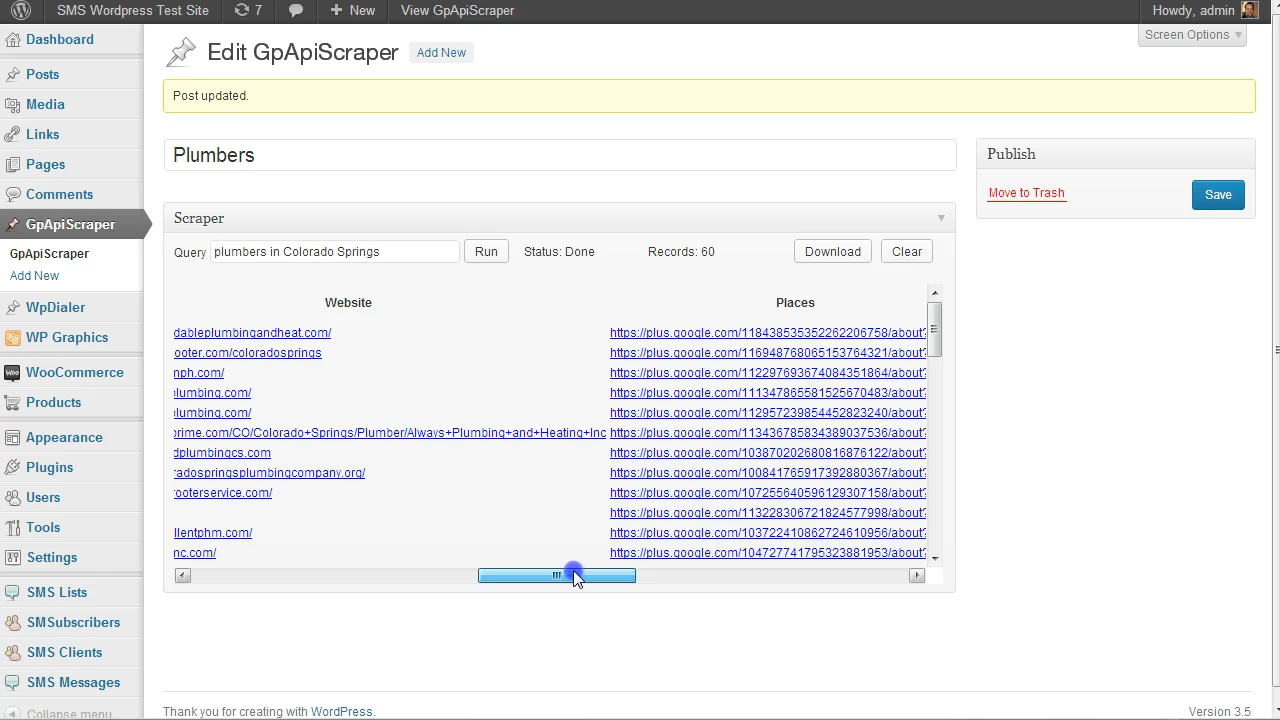 SMS Wordpress Test Site
7
New
View GpApiScraper
Howdy, admin
Dashboard
Posts
Media
Links
Pages
Comments
GpApiScraper
GpApiScraper
Add New
WpDialer
WP Graphics
WooCommerce
Products
Appearance
Plugins
Users
Tools
Settings
SMS Lists
SMSubscribers
SMS Clients
SMS Messages
Collapse menu
Screen Options
Edit GpApiScraper
Add New
Post updated.
Plumbers
Scraper
Query
plumbers in Colorado Springs
Run
Status: Done
Records: 60
Download
Clear
Website
Places
dableplumbingandheat.com/
https://plus.google.com/118438535352262206758/about?
ooter.com/coloradosprings
https://plus.google.com/116948768065153764321/about?
nph.com/
https://plus.google.com/112297693674084351864/about?
olumbing.com/
https://plus.google.com/111347865581525670483/about?
olumbing.com/
https://plus.google.com/112957239854452823240/about?
prime.com/CO/Colorado+Springs/Plumber/Always+Plumbing+and+Heating+Inc
https://plus.google.com/113436785834389037536/about?
dplumbingcs.com
https://plus.google.com/103870202680816876122/about?
radospringsplumbingcompany.org/
https://plus.google.com/100841765917392880367/about?
rooterservice.com/
https://plus.google.com/107255640596129307158/about?
https://plus.google.com/113228306721824577998/about?
llentphm.com/
https://plus.google.com/103722410862724610956/about?
nc.com/
https://plus.google.com/104727741795323881953/about?
Publish
Move to Trash
Save
Thank you for creating with WordPress.
Version 3.5